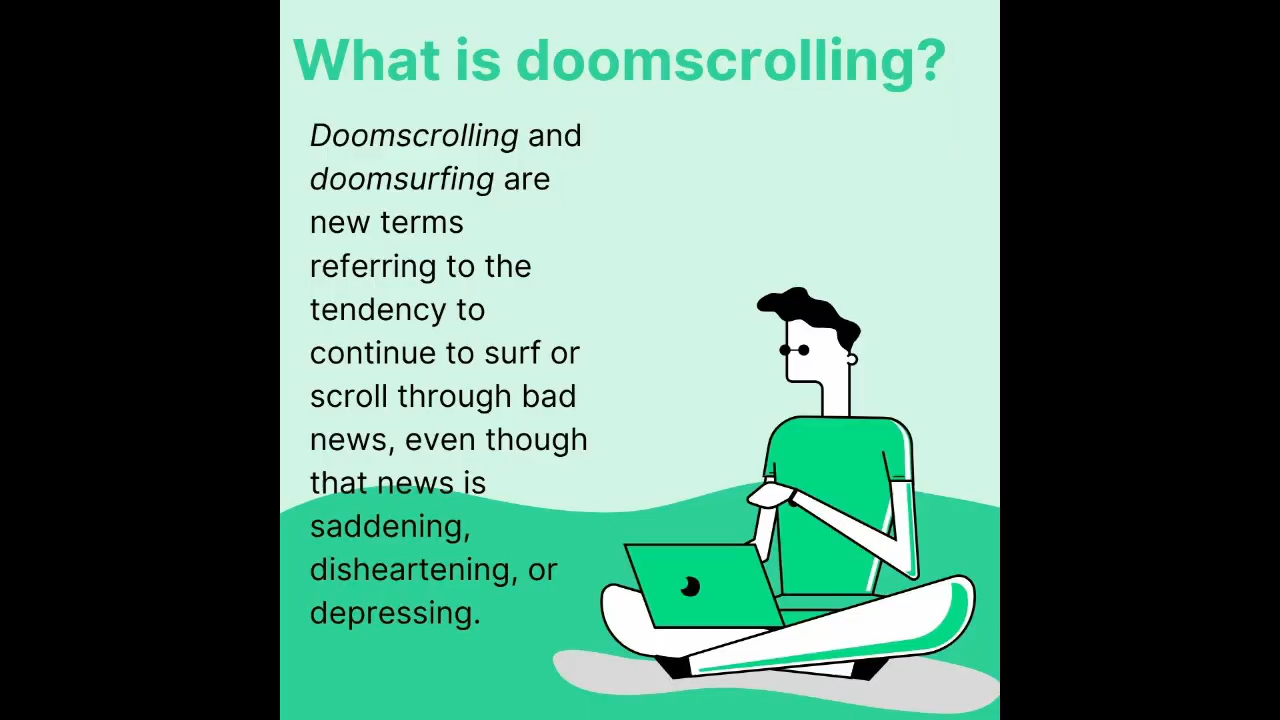 What is doomscrolling?
Doomscrolling and
doomsurfing are
new terms
referring to the
tendency to
continue to surf or
scroll through bad
news, even though
that news is
saddening,
disheartening, or
depressing.